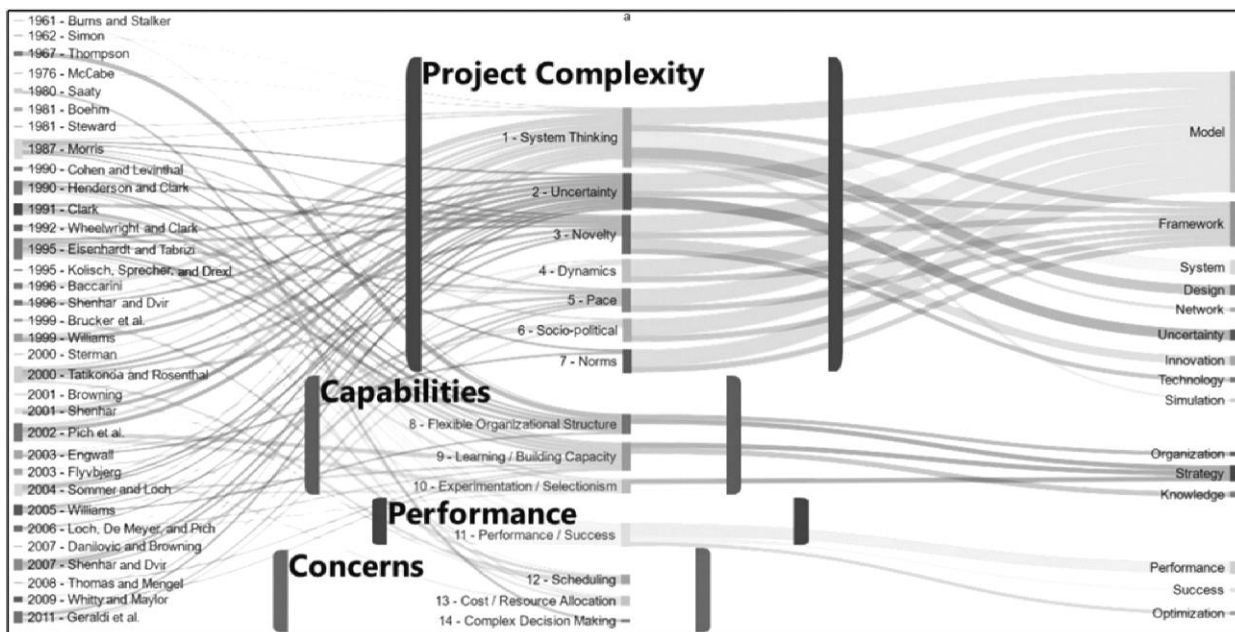 a
1961 - Burns and Stalker
1962 - Simon
1967 - Thompson
1976 - McCabe
1980 - Saaty
1981 - Boehm
1981 - Steward
1987 - Morris
1990 - Cohen and Levinthal
1990 - Henderson and Clark
1991 - Clark
1992 - Wheelwright and Clark
1995 - Eisenhardt and Tabrizi
1995 - Kolisch, Sprecher, and Drexl
1996 - Baccarini
1996 - Shenhar and Dvir
1999 - Brucker et al.
1999 - Williams
2000 - Sterman
2000 - Tatikonoa and Rosenthal
2001 - Browning
2001 - Shenhar
2002 - Pich et al.
2003 - Engwall
2003 - Flyvbjerg
2004 - Sommer and Loch
2005 - Williams
2006 - Loch, De Meyer, and Pich
2007 - Danilovic and Browning
2007 - Shenhar and Dvir
2008 - Thomas and Mengel
2009 - Whitty and Maylor
2011 - Geraldi et al.
Project Complexity
1 - System Thinking
2 - Uncertainty
3 - Novelty
4 - Dynamics
5 - Pace
6 - Socio-political
7 - Norms
Capabilities
8 - Flexible Organizational Structure
9 - Learning / Building Capacity
10 - Experimentation / Selectionism
Performance
11 - Performance / Success
Concerns
12 - Scheduling
13 - Cost / Resource Allocation
14 - Complex Decision Making
Model
Framework
System
Design
Network
Uncertainty
Innovation
Technology
Simulation
Organization
Strategy
Knowledge
Performance
Success
Optimization